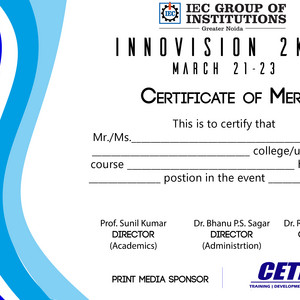 IEC
IEC GROUP OF
INSTITUTIONS
Greater Noida
INNOVISION 2K
MARCH 21-23
CERTIFICATE OF MER
This is to certify that
Mr./Ms.
college/u
course
postion in the event
Prof. Sunil Kumar Dr. Bhanu P.S. Sagar Dr. R
DIRECTOR DIRECTOR
(Academics) (Administrtion)
PRINT MEDIA SPONSOR
TRAINING | DEVELOPMENT